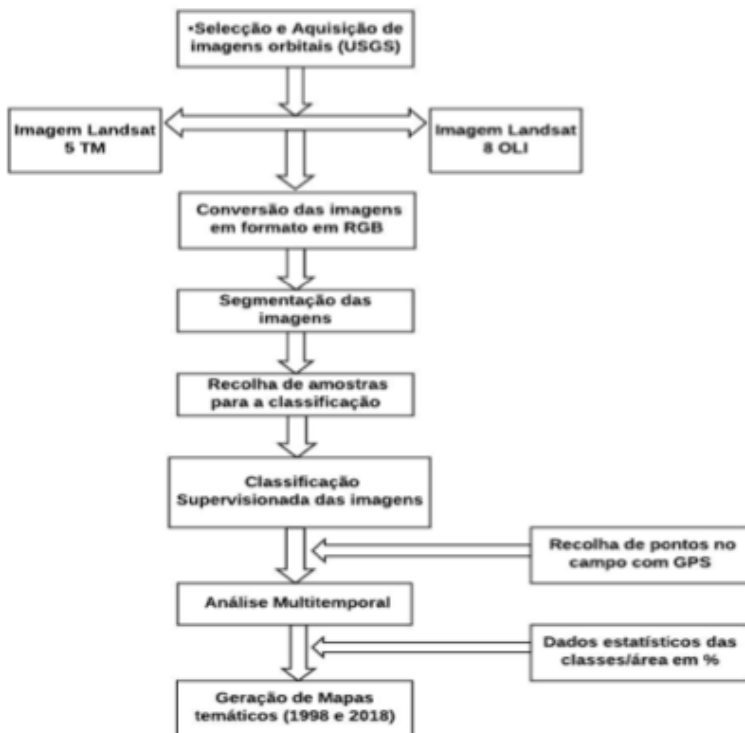 •Selecção e Aquisição de
imagens orbitais (USGS)
Imagem Landsat
5 TM
Imagem Landsat
8 OLI
Conversão das imagens
em formato em RGB
Segmentação das
imagens
Recolha de amostras
para a classificação
Classificação
Supervisionada das imagens
Recolha de pontos no
campo com GPS
Análise Multitemporal
Dados estatísticos das
classes/área em %
Geração de Mapas
temáticos (1998 e 2018)